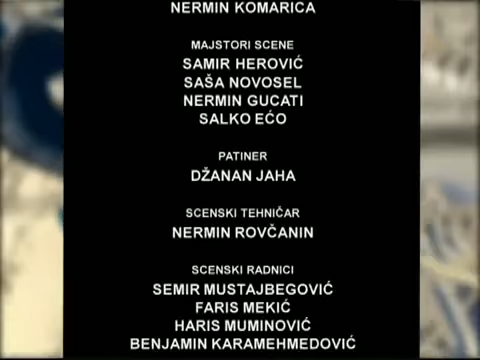 NERMIN KOMARICA
MAJSTORI SCENE
SAMIR HEROVIĆ
SAŠA NOVOSEL
NERMIN GUCATI
SALKO EĆO
PATINER
DŽANAN JAHA
SCENSKI TEHNIČAR
NERMIN ROVČANIN
SCENSKI RADNICI
SEMIR MUSTAJBEGOVIĆ
FARIS MEKIĆ
HARIS MUMINOVIĆ
BENJAMIN KARAMEHMEDOVIĆ